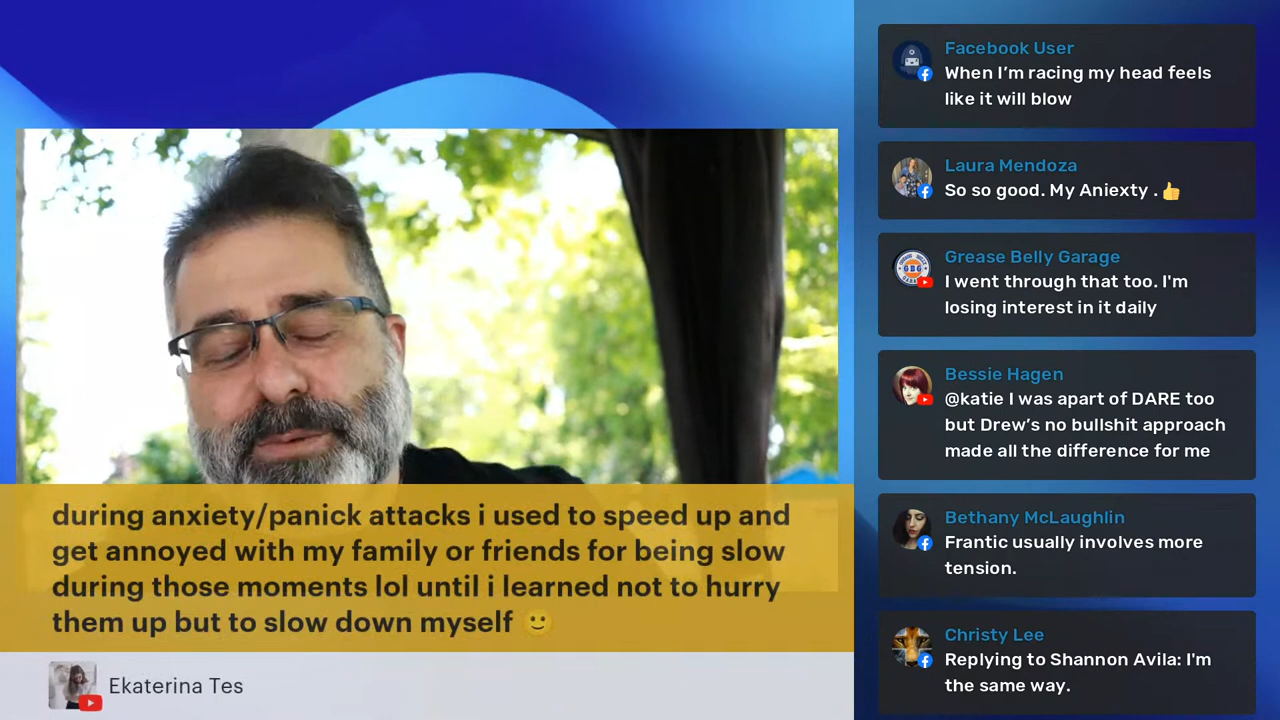 during anxiety/panick attacks i used to speed up and
get annoyed with my family or friends for being slow
during those moments lol until i learned not to hurry
them up but to slow down myself 🙂
Ekaterina Tes
Facebook User
When I’m racing my head feels
like it will blow
Laura Mendoza
So so good. My Aniexty . 👍
Grease Belly Garage
I went through that too. I'm
losing interest in it daily
GBG
Bessie Hagen
@katie I was apart of DARE too
but Drew’s no bullshit approach
made all the difference for me
Bethany McLaughlin
Frantic usually involves more
tension.
Christy Lee
Replying to Shannon Avila: I'm
the same way.